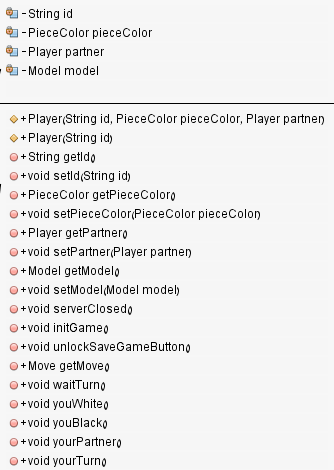 - String id
- PieceColor pieceColor
- Player partner
- Model model
+ Player(String id, PieceColor pieceColor, Player partner)
+ Player(String id)
+ String getId()
+ void setId(String id)
+ PieceColor getPieceColor()
+ void setPieceColor(PieceColor pieceColor)
+ Player getPartner()
+ void setPartner(Player partner)
+ Model getModel()
+ void setModel(Model model)
+ void serverClosed()
+ void initGame()
+ void unlockSaveGameButton()
+ Move getMove()
+ void waitTurn()
+ void youWhite()
+ void youBlack()
+ void yourPartner()
+ void yourTurn()